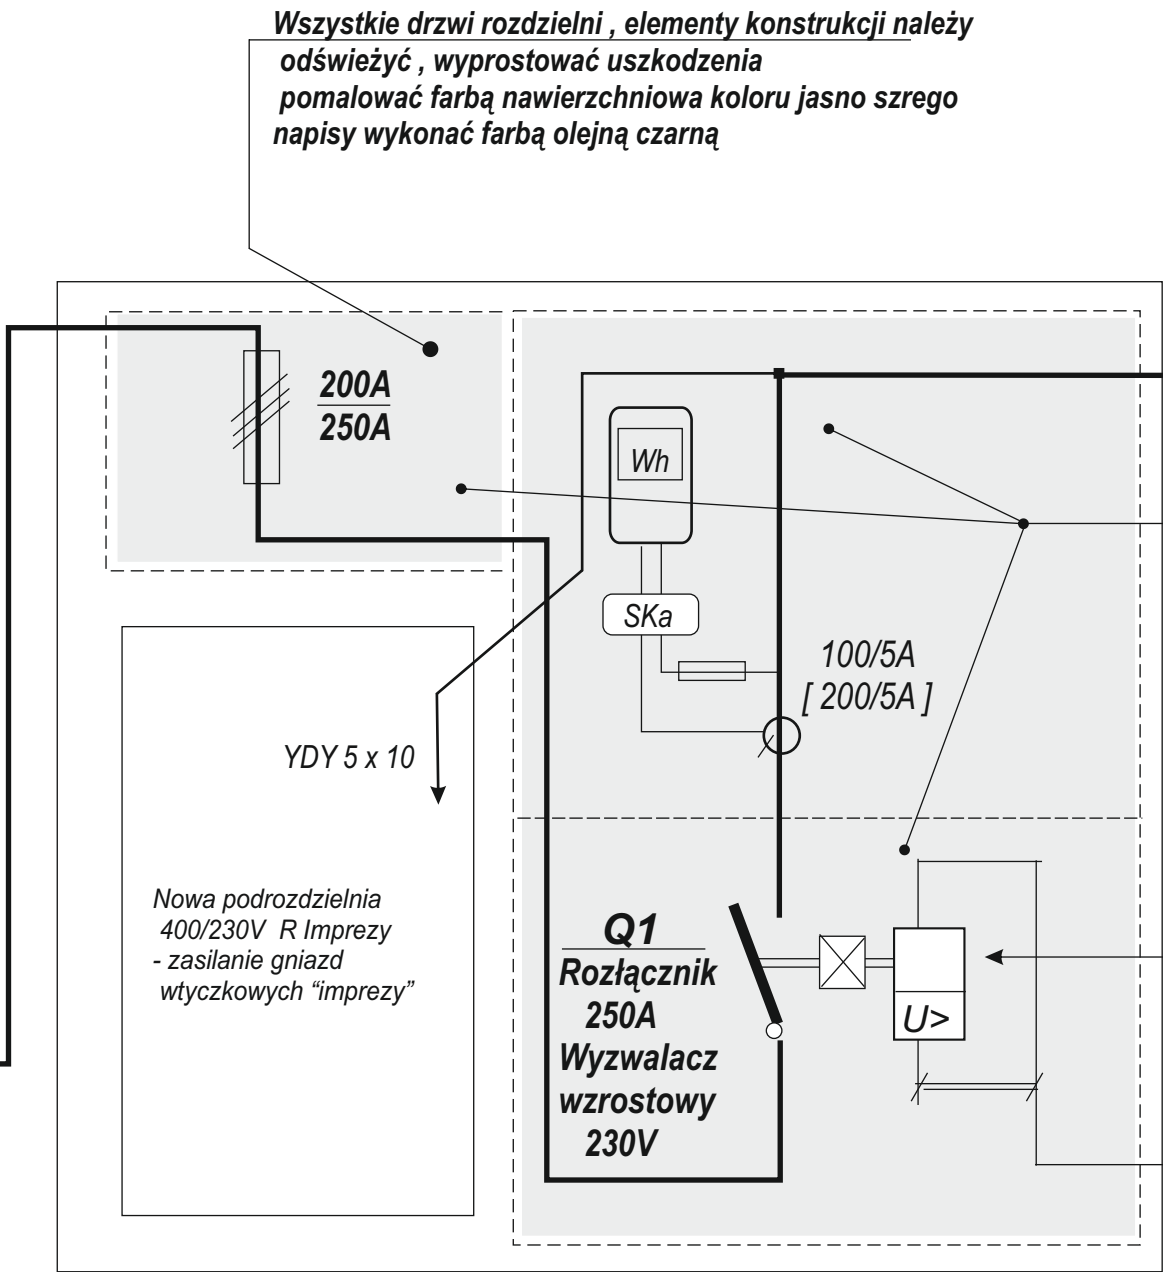 Wszystkie drzwi rozdzielni , elementy konstrukcji należy
odświeżyć , wyprostować uszkodzenia
pomalować farbą nawierzchniowa koloru jasno szrego
napisy wykonać farbą olejną czarną
200A
250A
Wh
SKa
100/5A
[ 200/5A ]
YDY 5 x 10
Nowa podrozdzielnia
400/230V R Imprezy
- zasilanie gniazd
wtyczkowych “imprezy”
Q1
Rozłącznik
250A
Wyzwalacz
wzrostowy
230V
U>